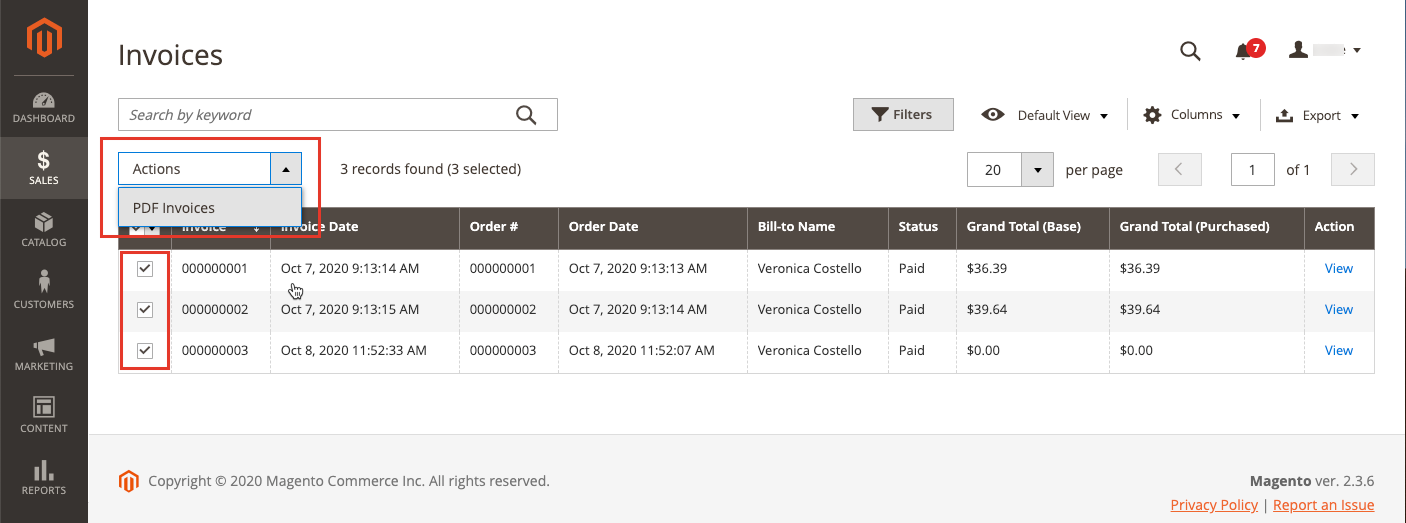 Invoices
7
Search by keyword
Filters
Default View
Columns
Export
Actions
3 records found (3 selected)
20
per page
1
of 1
PDF Invoices
Invoice Invoice Date Order # Order Date Bill-to Name Status Grand Total (Base) Grand Total (Purchased) Action
000000001 Oct 7, 2020 9:13:14 AM 000000001 Oct 7, 2020 9:13:13 AM Veronica Costello Paid $36.39 $36.39 View
000000002 Oct 7, 2020 9:13:15 AM 000000002 Oct 7, 2020 9:13:14 AM Veronica Costello Paid $39.64 $39.64 View
000000003 Oct 8, 2020 11:52:33 AM 000000003 Oct 8, 2020 11:52:07 AM Veronica Costello Paid $0.00 $0.00 View
DASHBOARD
$
SALES
CATALOG
CUSTOMERS
MARKETING
CONTENT
REPORTS
Copyright © 2020 Magento Commerce Inc. All rights reserved.
Magento ver. 2.3.6
Privacy Policy | Report an Issue